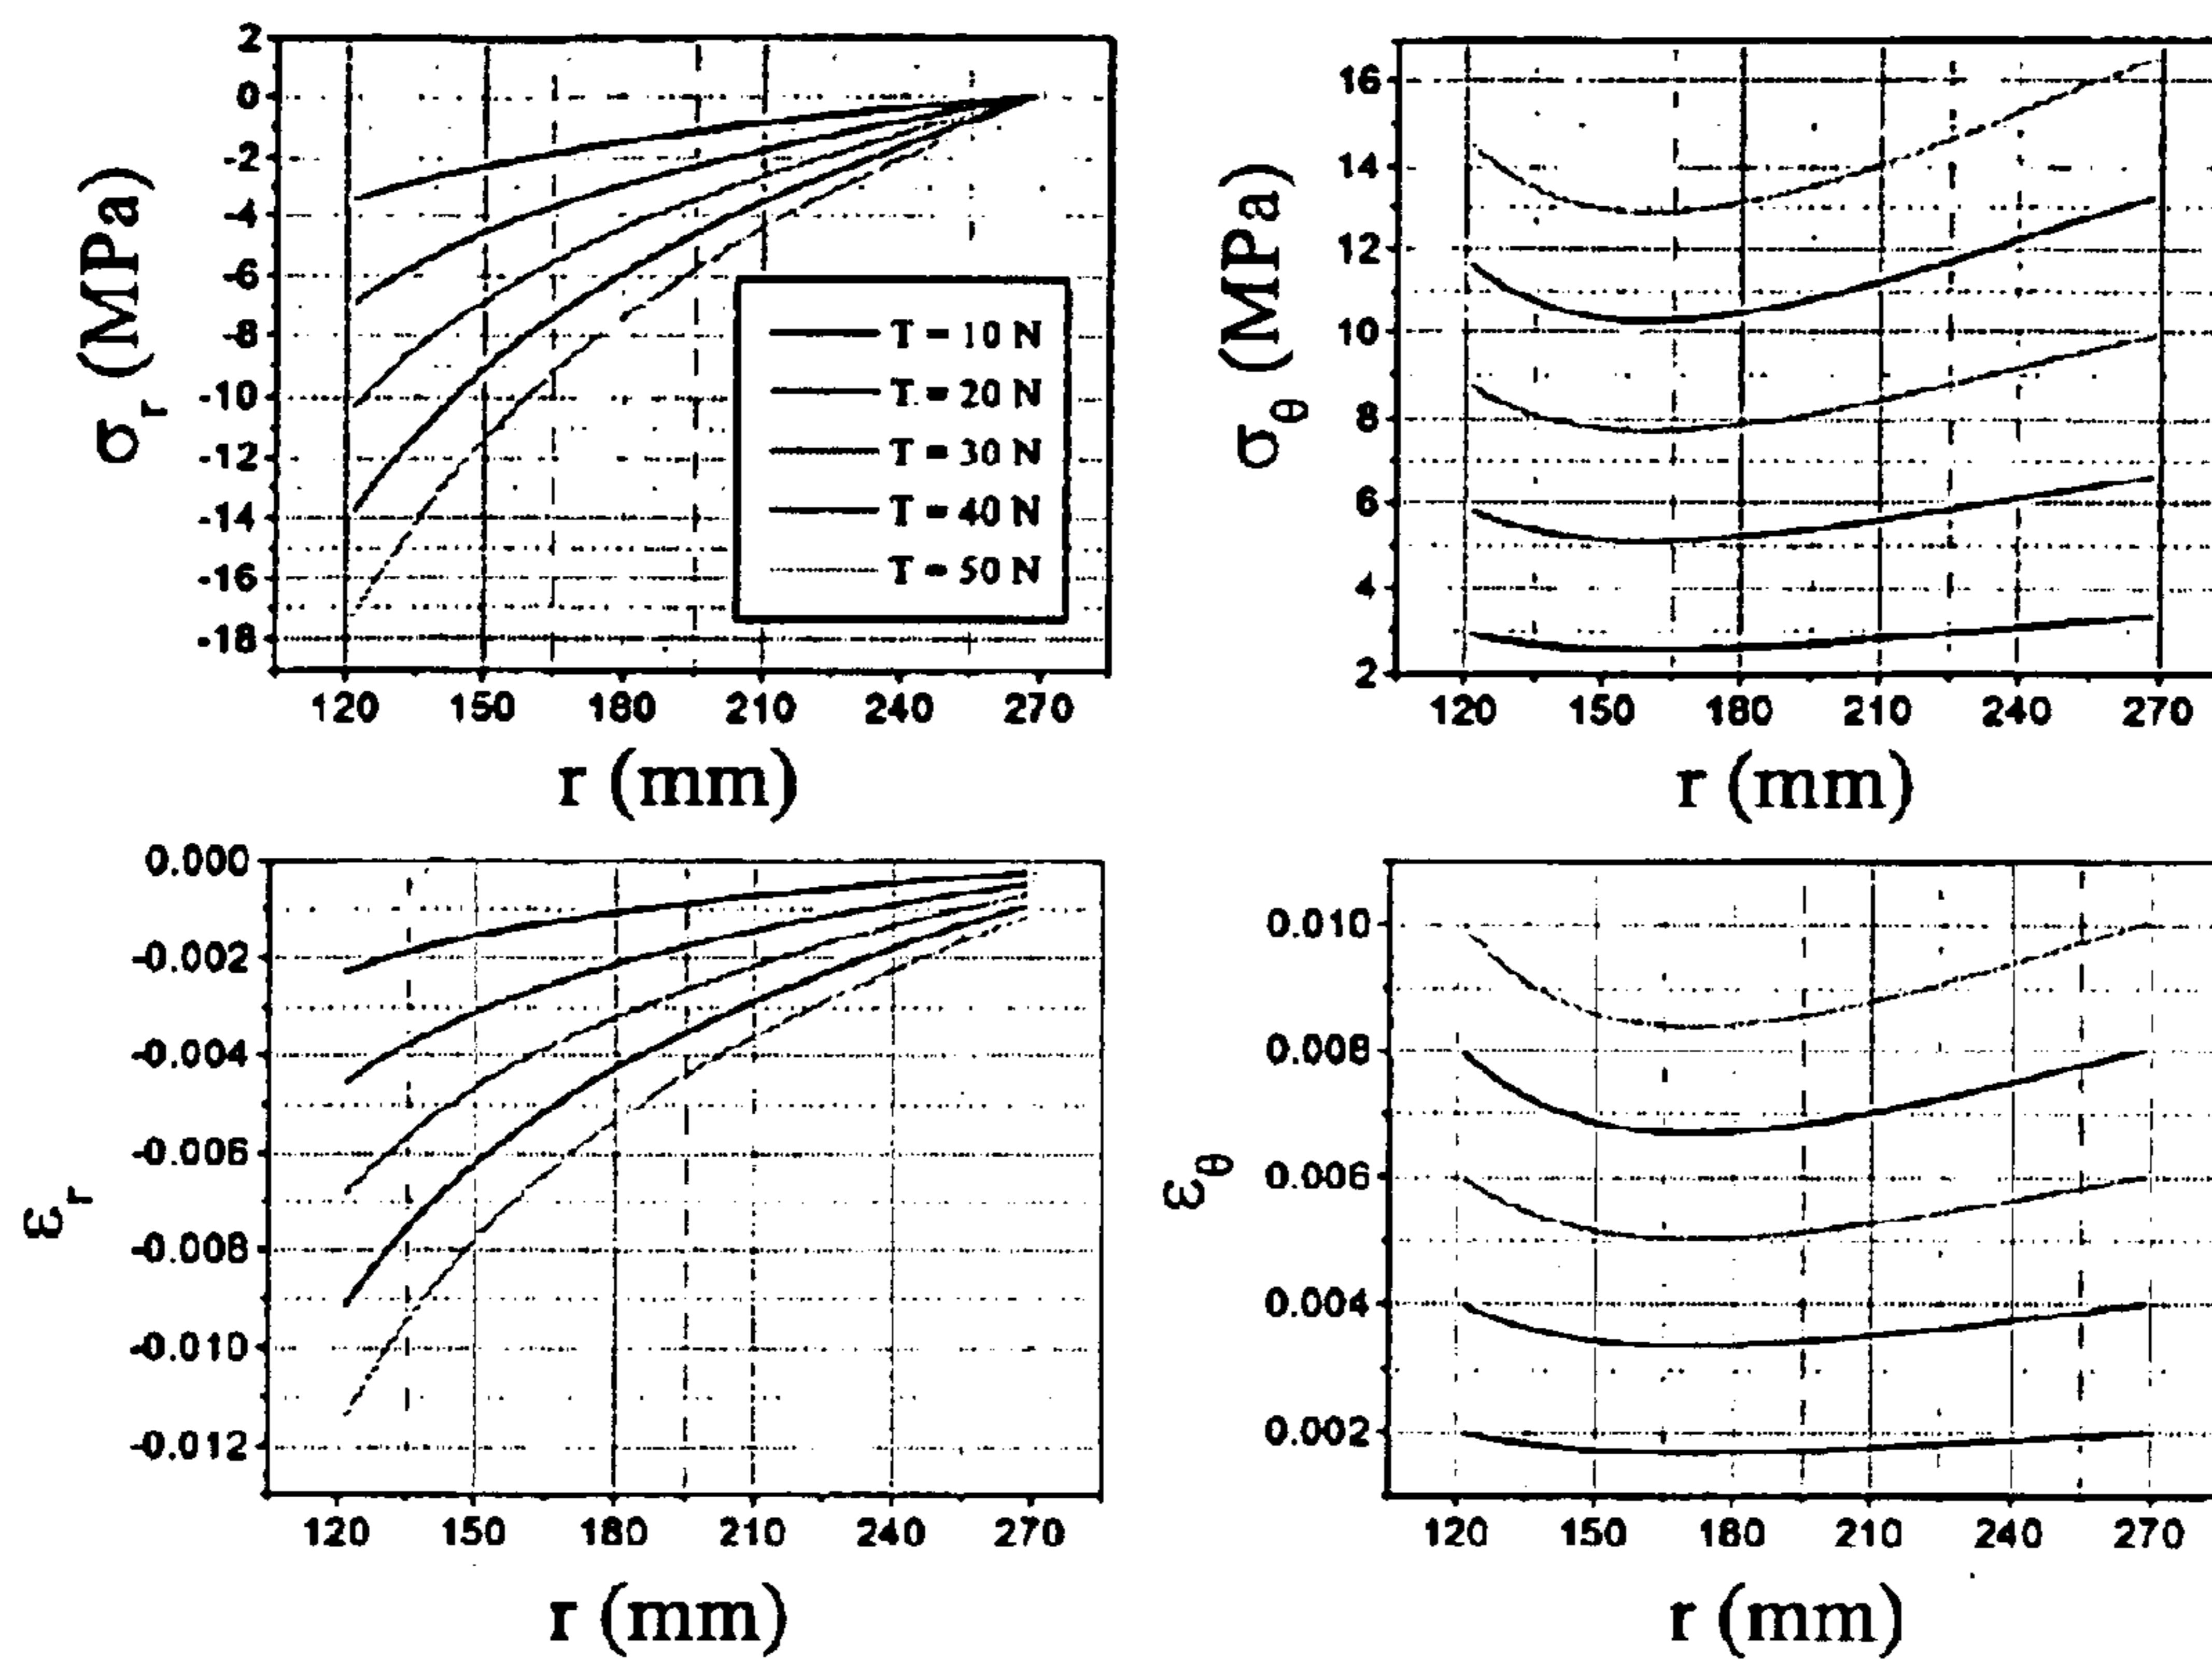 σr (MPa)
2
0
-2
-4
-6
-8
-10
-12
-14
-16
-18
T = 10 N
T = 20 N
T = 30 N
T = 40 N
T = 50 N
120 150 180 210 240 270
r (mm)
σθ (MPa)
16
14
12
10
8
6
4
2
120 150 180 210 240 270
r (mm)
εr
0.000
-0.002
-0.004
-0.006
-0.008
-0.010
-0.012
120 150 180 210 240 270
r (mm)
εθ
0.010
0.008
0.006
0.004
0.002
120 150 180 210 240 270
r (mm)